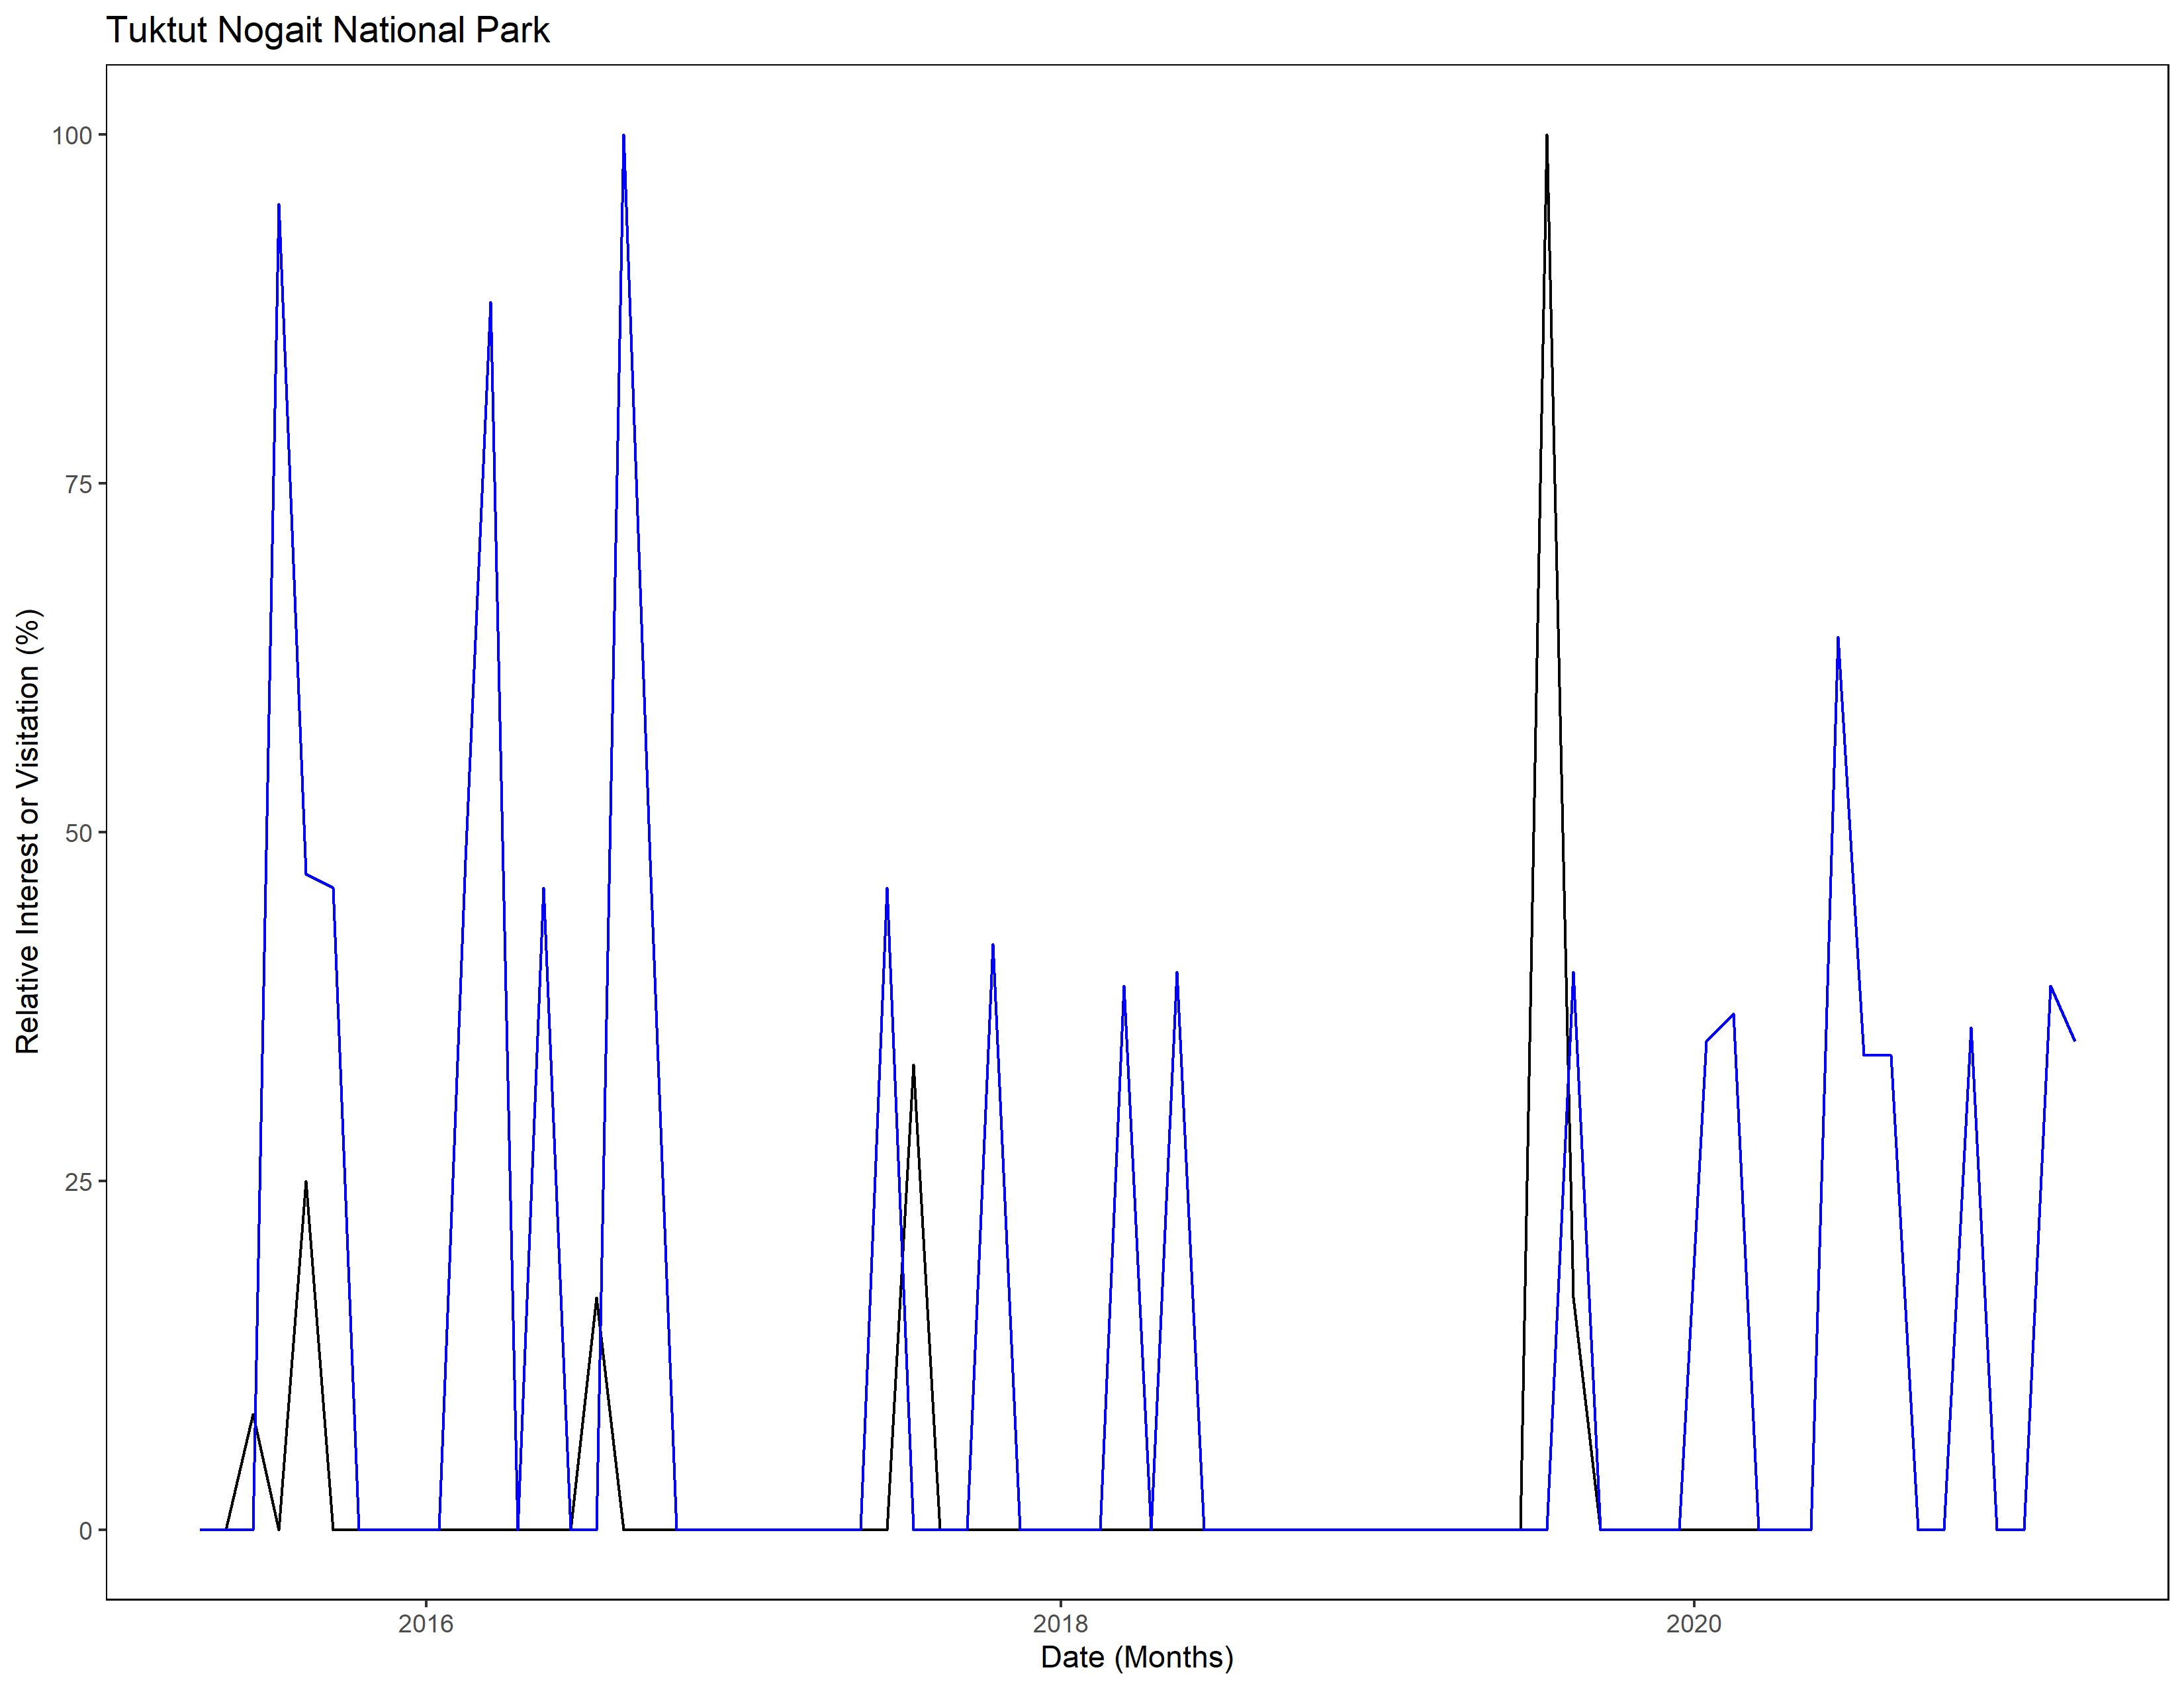 Tuktut Nogait National Park
Relative Interest or Visitation (%)
100
75
50
25
0
2016 2018 2020
Date (Months)